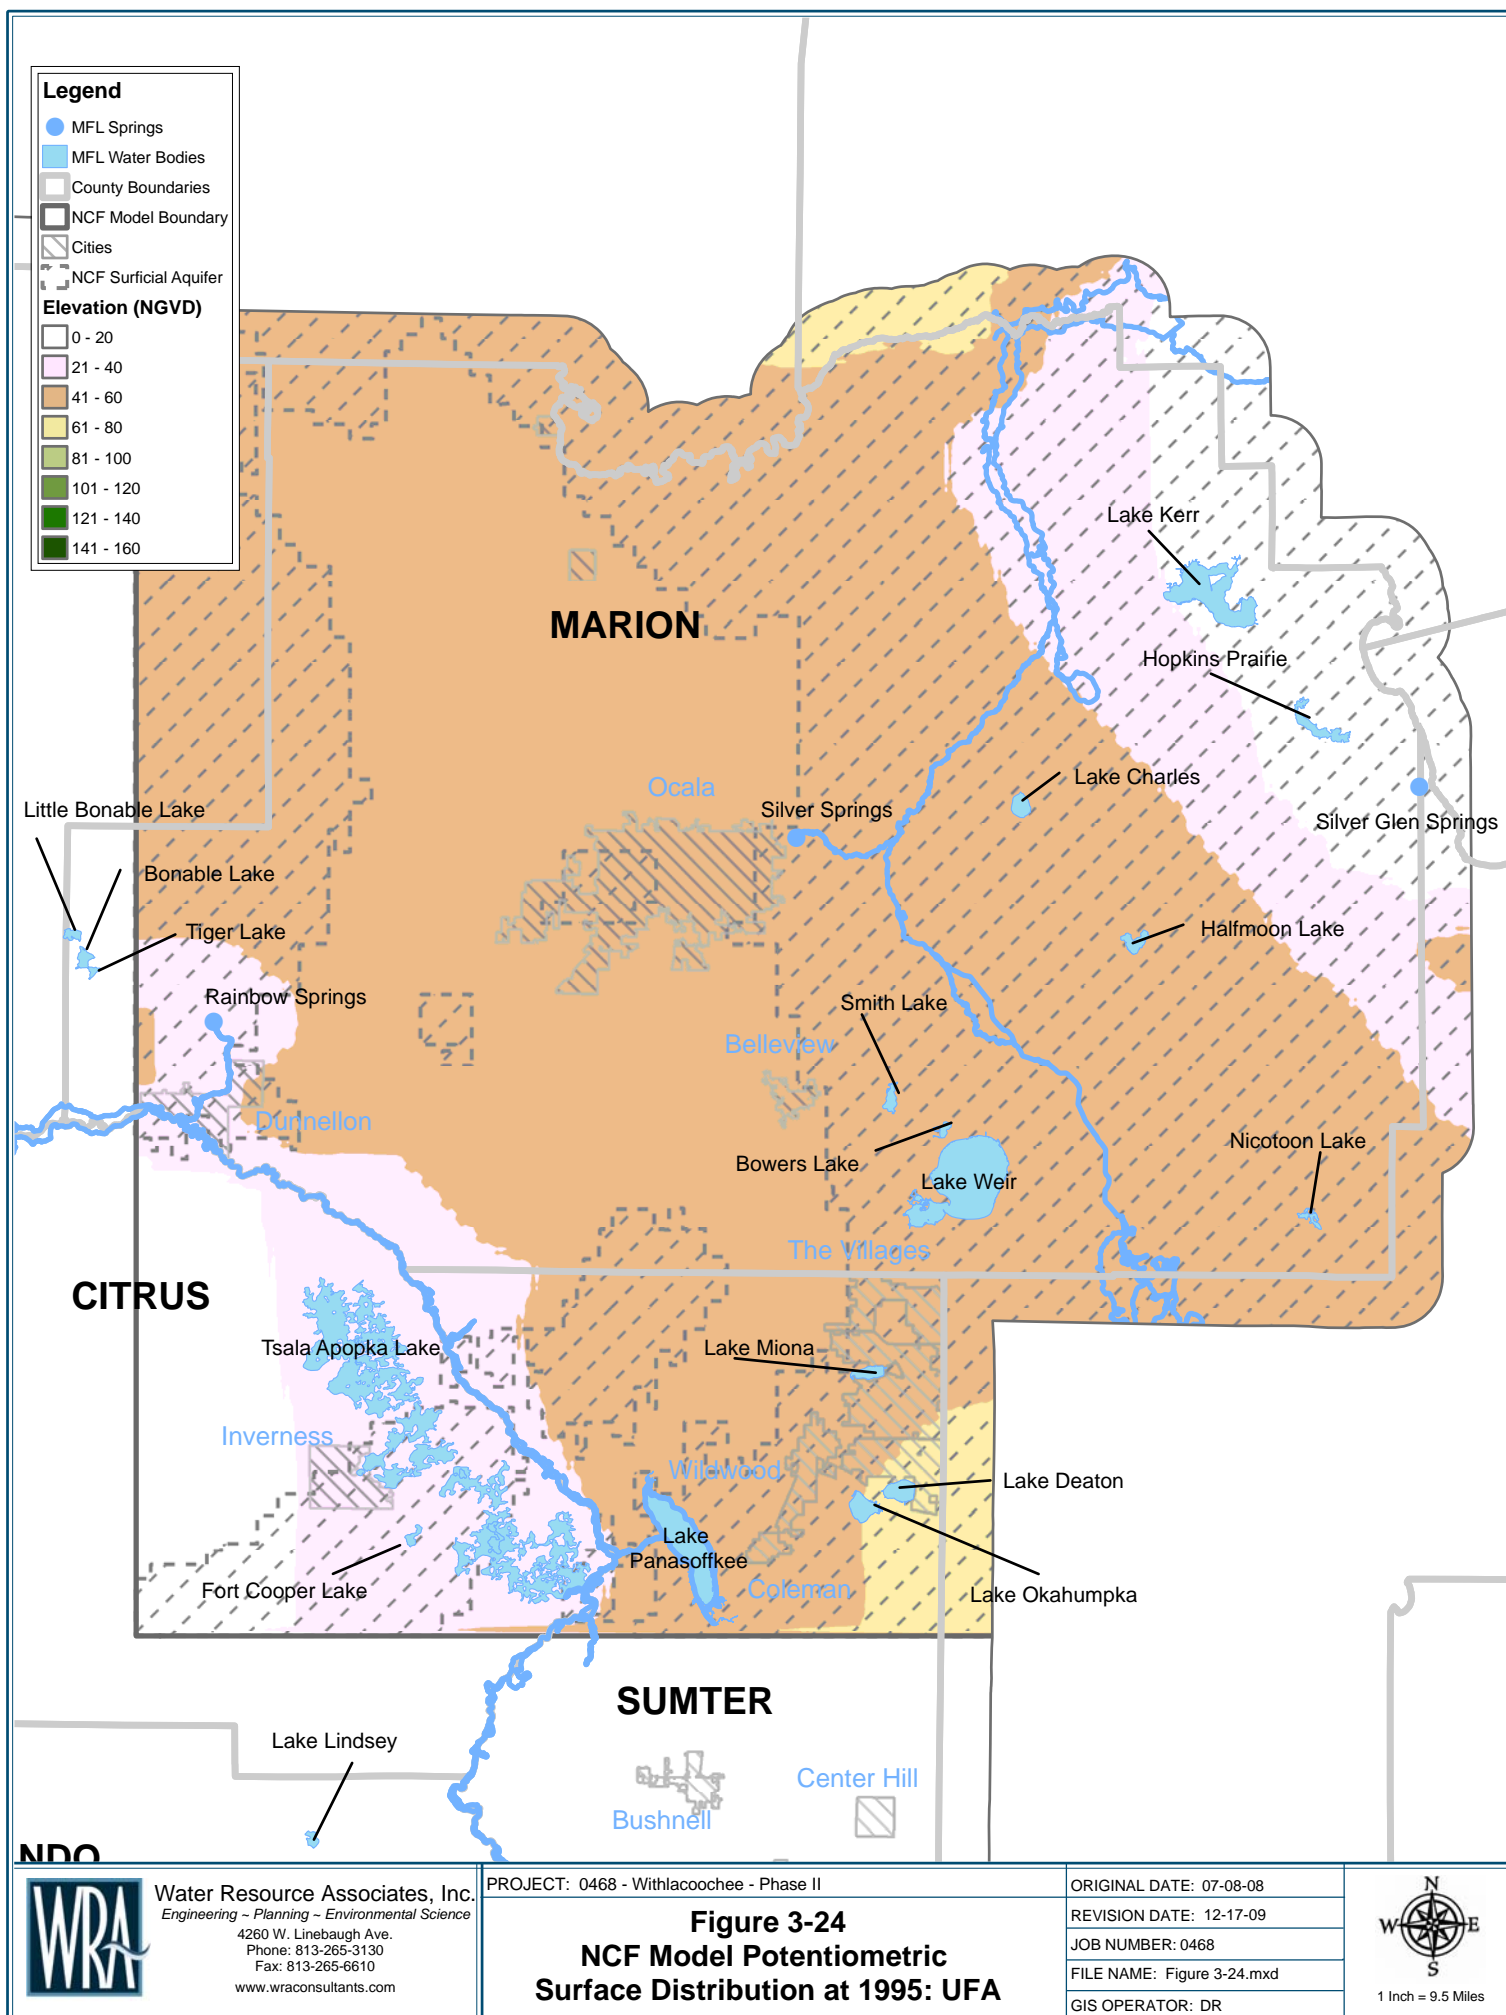 Legend
MFL Springs
MFL Water Bodies
County Boundaries
NCF Model Boundary
Cities
NCF Surficial Aquifer
Elevation (NGVD)
0 - 20
21 - 40
41 - 60
61 - 80
81 - 100
101 - 120
121 - 140
141 - 160
Lake Kerr
MARION
Hopkins Prairie
Ocala
Lake Charles
Little Bonable Lake
Silver Springs
Silver Glen Springs
Bonable Lake
Tiger Lake
Halfmoon Lake
Rainbow Springs
Smith Lake
Belleview
Dunnellon
Nicotoon Lake
Bowers Lake
Lake Weir
The Villages
CITRUS
Tsala Apopka Lake
Lake Miona
Inverness
Wildwood
Lake Deaton
Lake
Panasoffkee
Fort Cooper Lake
Coleman
Lake Okahumpka
SUMTER
Lake Lindsey
Center Hill
Bushnell
NDO
WRA
Water Resource Associates, Inc.
Engineering ~ Planning ~ Environmental Science
4260 W. Linebaugh Ave.
Phone: 813-265-3130
Fax: 813-265-6610
www.wraconsultants.com
PROJECT: 0468 - Withlacoochee - Phase II
Figure 3-24
NCF Model Potentiometric
Surface Distribution at 1995: UFA
ORIGINAL DATE: 07-08-08
REVISION DATE: 12-17-09
JOB NUMBER: 0468
FILE NAME: Figure 3-24.mxd
GIS OPERATOR: DR
N
W E
S
1 Inch = 9.5 Miles